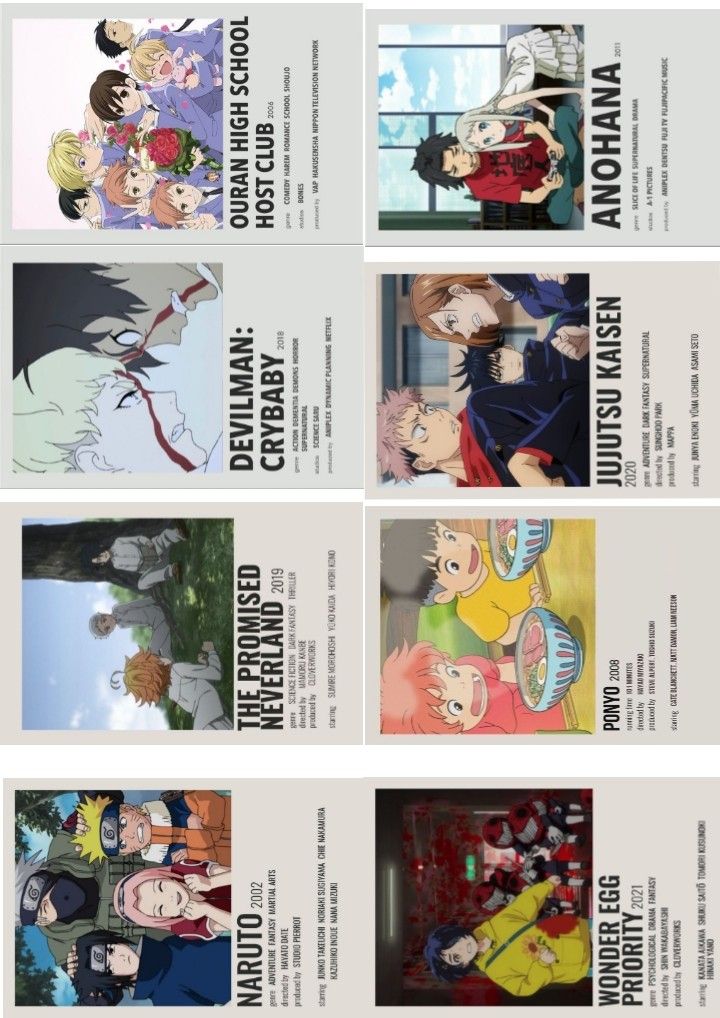 OURAN HIGH SCHOOL
HOST CLUB 2006
genre COMEDY HAREM ROMANCE SCHOOL SHOUJO
studios BONES
produced by VAP HAKUSENSHA NIPPON TELEVISION NETWORK
ANOHANA 2011
genre SLICE OF LIFE SUPERNATURAL DRAMA
studios A-1 PICTURES
produced by ANIPLEX DENTSU FUJI TV FUJIPACIFIC MUSIC
DEVILMAN:
CRYBABY 2018
genre ACTION DEMENTIA DEMONS HORROR
SUPERNATURAL
studios SCIENCE SARU
produced by ANIPLEX DYNAMIC PLANNING NETFLIX
JUJUTSU KAISEN
2020
genre ADVENTURE DARK FANTASY SUPERNATURAL
directed by SUNGHOO PARK
produced by MAPPA
starring JUNYA ENOKI YŪMA UCHIDA ASAMI SETO
THE PROMISED
NEVERLAND 2019
genre SCIENCE FICTION DARK FANTASY THRILLER
directed by MAMORU KANBE
produced by CLOVERWORKS
starring SUMIRE MOROHOSHI YŪKO KAIDA HIYORI KONO
PONYO 2008
running time 101 MINUTES
directed by HAYAO MIYAZAKI
produced by STEVE ALPERT, TOSHIO SUZUKI
starring CATE BLANCHETT, MATT DAMON, LIAM NEESON
NARUTO 2002
genre ADVENTURE FANTASY MARTIAL ARTS
directed by HAYATO DATE
produced by STUDIO PIERROT
starring JUNKO TAKEUCHI NORIAKI SUGIYAMA CHIE NAKAMURA
KAZUHIKO INOUE NANA MIZUKI
WONDER EGG
PRIORITY 2021
genre PSYCHOLOGICAL DRAMA FANTASY
directed by SHIN WAKABAYASHI
produced by CLOVERWORKS
starring KANATA AIKAWA SHUKU SAITŌ TOMORI KUSUNOKI
HINAKI YANO